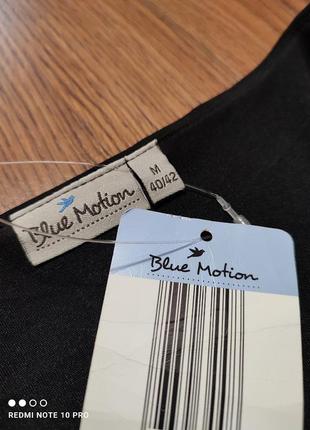 Blue Motion
M
40/42
Blue Motion
REDMI NOTE 10 PRO